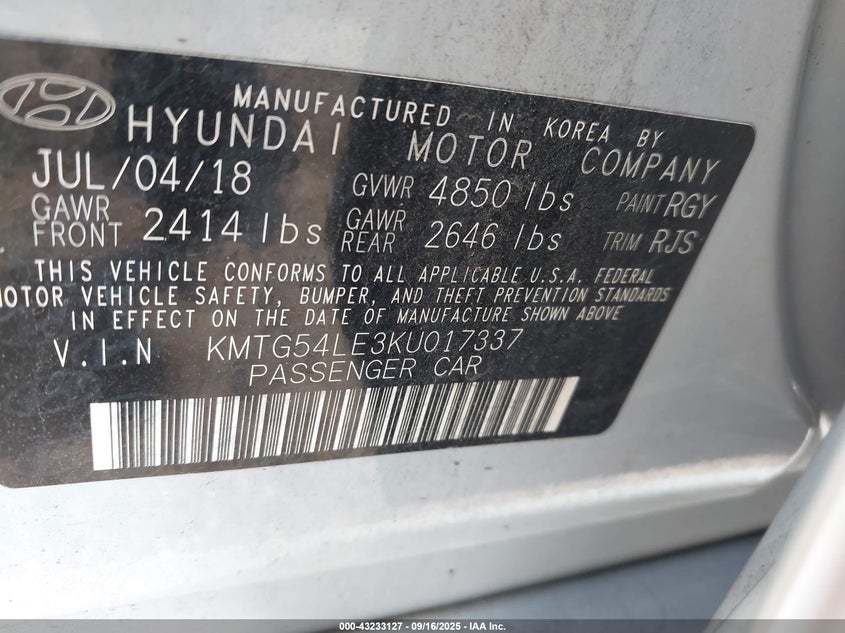 MANUFACTURED IN KOREA BY
HYUNDAI MOTOR COMPANY
JUL/04/18 GVWR 4850 lbs PAINT RGY
GAWR FRONT 2414 lbs GAWR REAR 2646 lbs TRIM RJS
THIS VEHICLE CONFORMS TO ALL APPLICABLE U.S.A. FEDERAL
MOTOR VEHICLE SAFETY, BUMPER, AND THEFT PREVENTION STANDARDS
IN EFFECT ON THE DATE OF MANUFACTURE SHOWN ABOVE
V.I.N KMTG54LE3KU017337
PASSENGER CAR
000-43233127 - 09/16/2025 - IAA Inc.